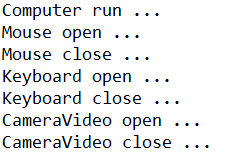 Computer run ...
Mouse open ...
Mouse close ...
Keyboard open ...
Keyboard close ...
CameraVideo open ...
CameraVideo close ...